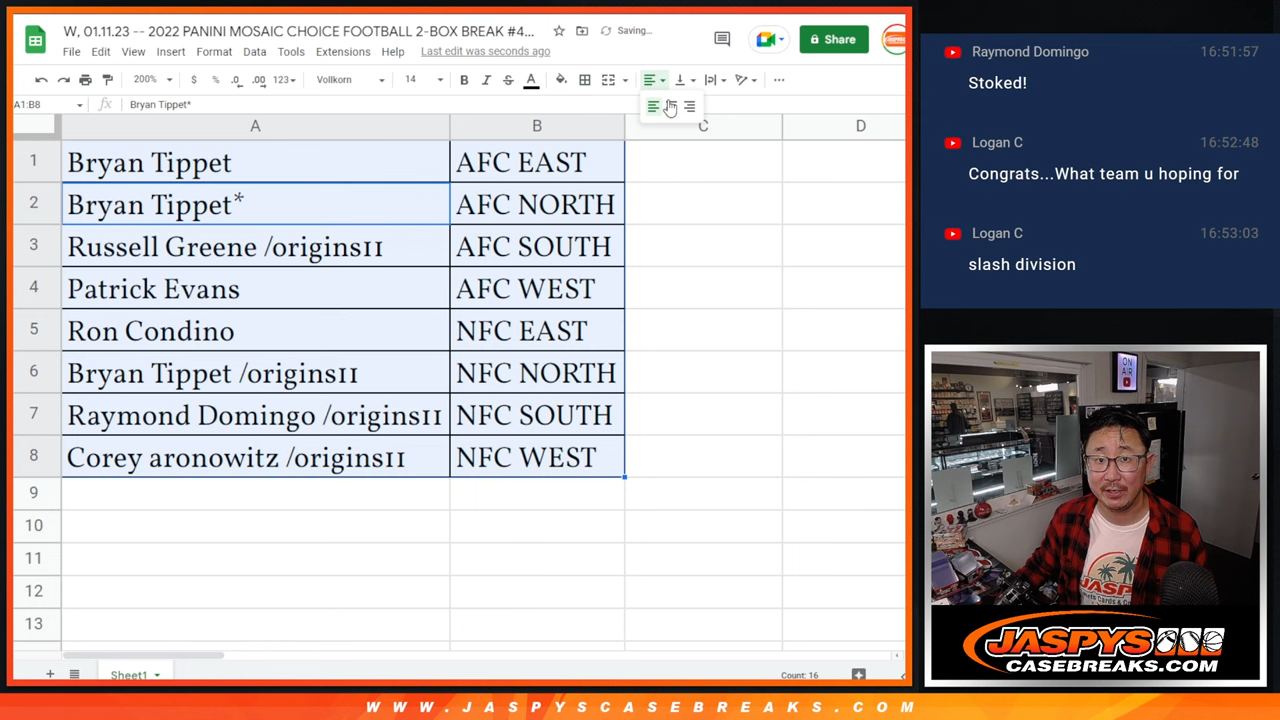 W, 01.11.23 -- 2022 PANINI MOSAIC CHOICE FOOTBALL 2-BOX BREAK #4...
Saving...
File Edit View Insert Format Data Tools Extensions Help Last edit was seconds ago
Share
200% $ % .0 .00 123 Vollkorn 14 B I S A
A1:B8 fx Bryan Tippet*
A B C D
1 Bryan Tippet AFC EAST
2 Bryan Tippet* AFC NORTH
3 Russell Greene /origins11 AFC SOUTH
4 Patrick Evans AFC WEST
5 Ron Condino NFC EAST
6 Bryan Tippet /origins11 NFC NORTH
7 Raymond Domingo /origins11 NFC SOUTH
8 Corey aronowitz /origins11 NFC WEST
9
10
11
12
13
Sheet1
Count: 16
Raymond Domingo 16:51:57
Stoked!
Logan C 16:52:48
Congrats...What team u hoping for
Logan C 16:53:03
slash division
ON
AIR
JASPYS
CASEBREAKS.COM
WWW.JASPYSCASEBREAKS.COM